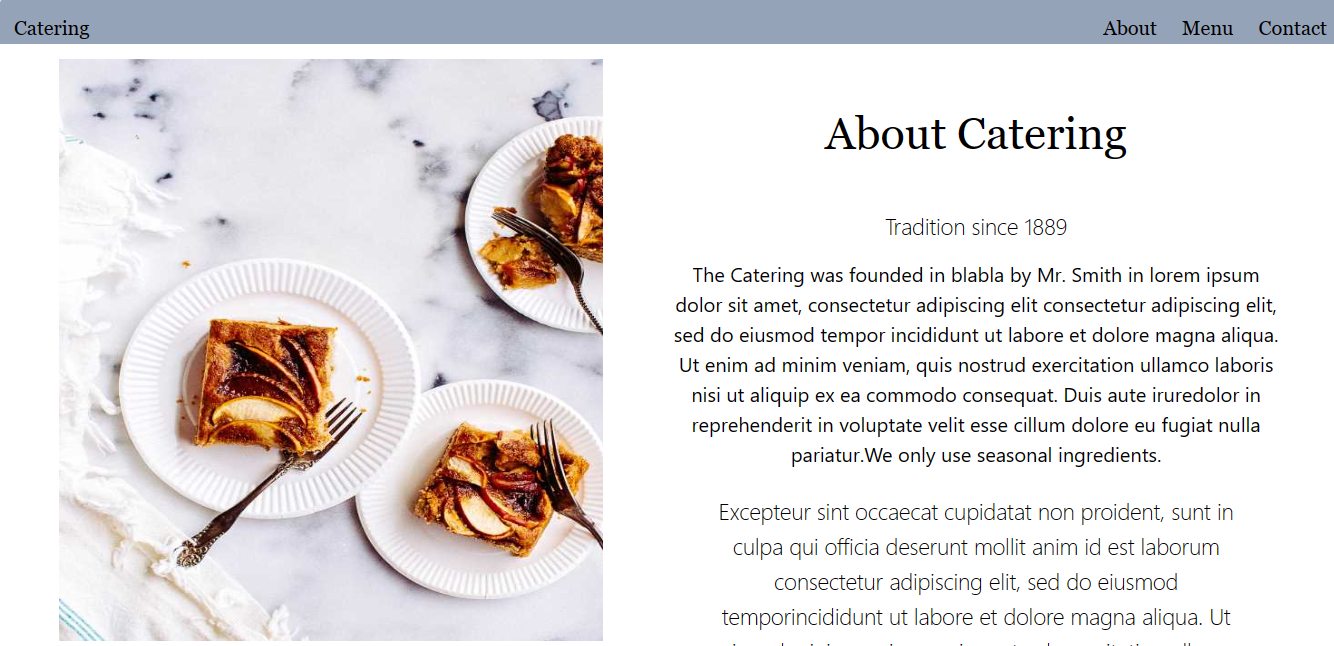 Catering
About Menu Contact
About Catering
Tradition since 1889
The Catering was founded in blabla by Mr. Smith in lorem ipsum
dolor sit amet, consectetur adipiscing elit consectetur adipiscing elit,
sed do eiusmod tempor incididunt ut labore et dolore magna aliqua.
Ut enim ad minim veniam, quis nostrud exercitation ullamco laboris
nisi ut aliquip ex ea commodo consequat. Duis aute iruredolor in
reprehenderit in voluptate velit esse cillum dolore eu fugiat nulla
pariatur.We only use seasonal ingredients.
Excepteur sint occaecat cupidatat non proident, sunt in
culpa qui officia deserunt mollit anim id est laborum
consectetur adipiscing elit, sed do eiusmod
temporincididunt ut labore et dolore magna aliqua. Ut